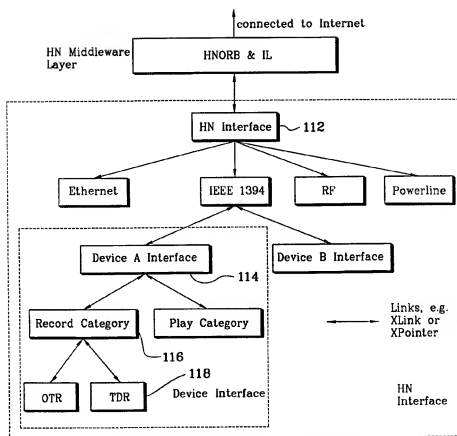 connected to Internet
HN Middleware
Layer
HNORB & IL
HN Interface
112
Ethernet
IEEE 1394
RF
Powerline
Device A Interface
Device B Interface
114
Record Category
Play Category
116
Links, e.g.
XLink or
XPointer
OTR
TDR
118
Device Interface
HN
Interface